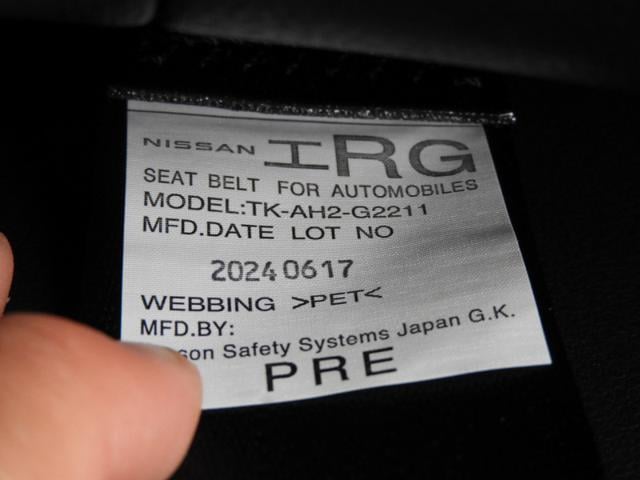 NISSAN IRG
SEAT BELT FOR AUTOMOBILES
MODEL:TK-AH2-G2211
MFD.DATE LOT NO
20240617
WEBBING >PET<
MFD.BY:
son Safety Systems Japan G.K.
PRE